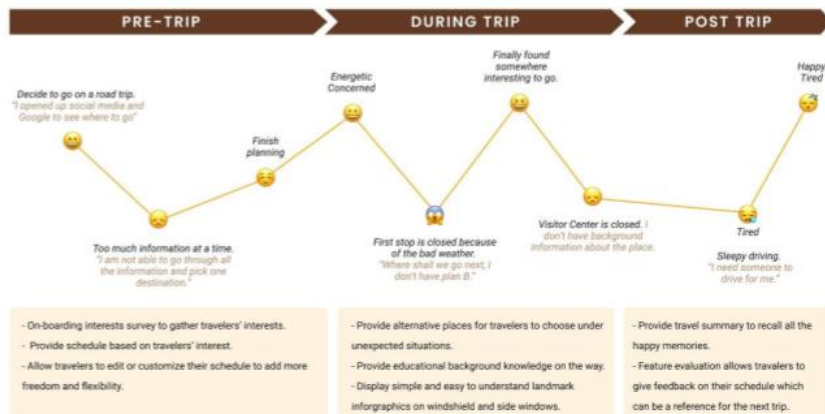 PRE-TRIP
DURING TRIP
POST TRIP
Decide to go on a road trip.
"I opened up social media and
Google to see where to go"
Too much information at a time.
"I am not able to go through all
the information and pick one
destination."
Finish
planning
Energetic
Concerned
First stop is closed because
of the bad weather.
"Where shall we go next, I
don't have plan B."
Finally found
somewhere
interesting to go.
Visitor Center is closed. I
don't have background
information about the place.
Tired
Sleepy driving.
"I need someone to
drive for me."
Happy
Tired
- On-boarding interests survey to gather travelers' interests.
- Provide schedule based on travelers' interest.
- Allow travelers to edit or customize their schedule to add more
freedom and flexibility.
- Provide alternative places for travelers to choose under
unexpected situations.
- Provide educational background knowledge on the way.
- Display simple and easy to understand landmark
inforgraphics on windshield and side windows.
- Provide travel summary to recall all the
happy memories.
- Feature evaluation allows travalers to
give feedback on their schedule which
can be a reference for the next trip.